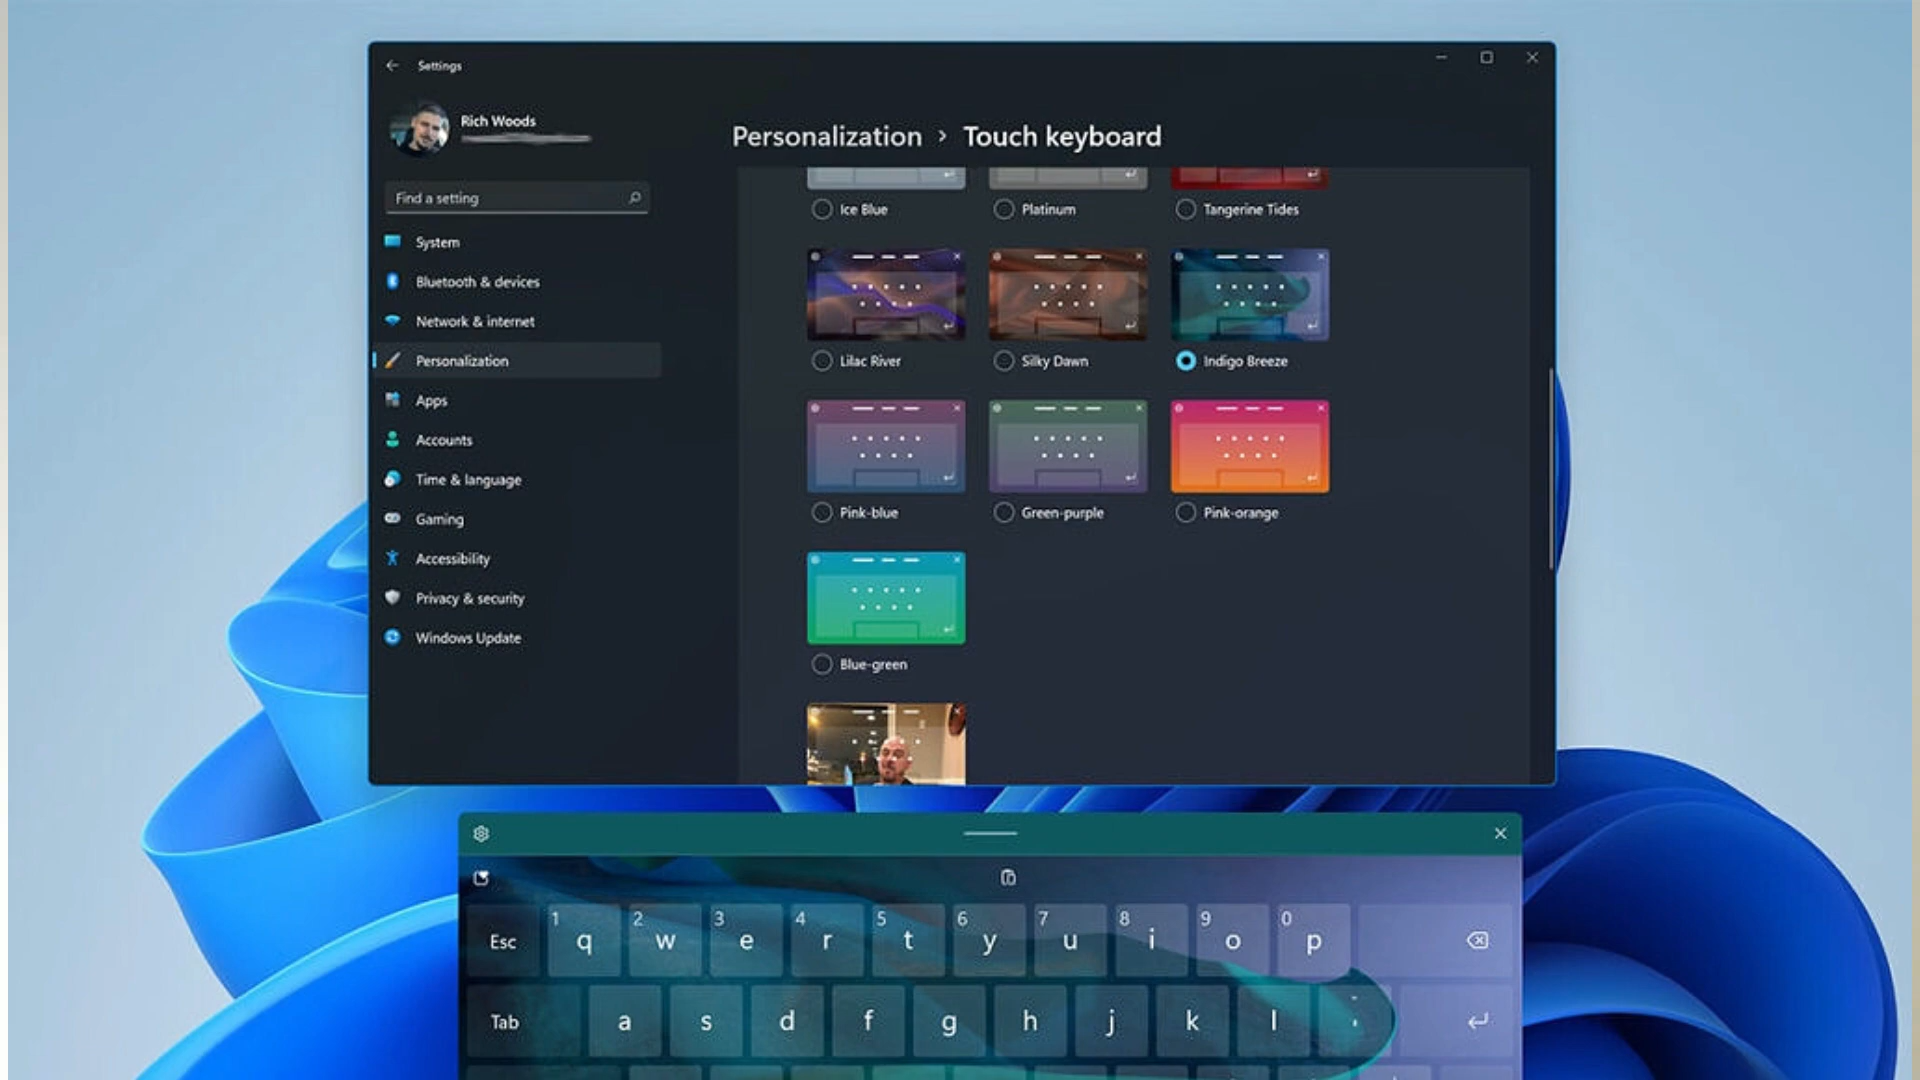 Settings
Rich Woods
Personalization > Touch keyboard
Find a setting
System
Bluetooth & devices
Network & internet
Personalization
Apps
Accounts
Time & language
Gaming
Accessibility
Privacy & security
Windows Update
Ice Blue Platinum Tangerine Tides
Lilac River Silky Dawn Indigo Breeze
Pink-blue Green-purple Pink-orange
Blue-green
1 2 3 4 5 6 7 8 9 0
Esc q w e r t y u i o p
Tab a s d f g h j k l